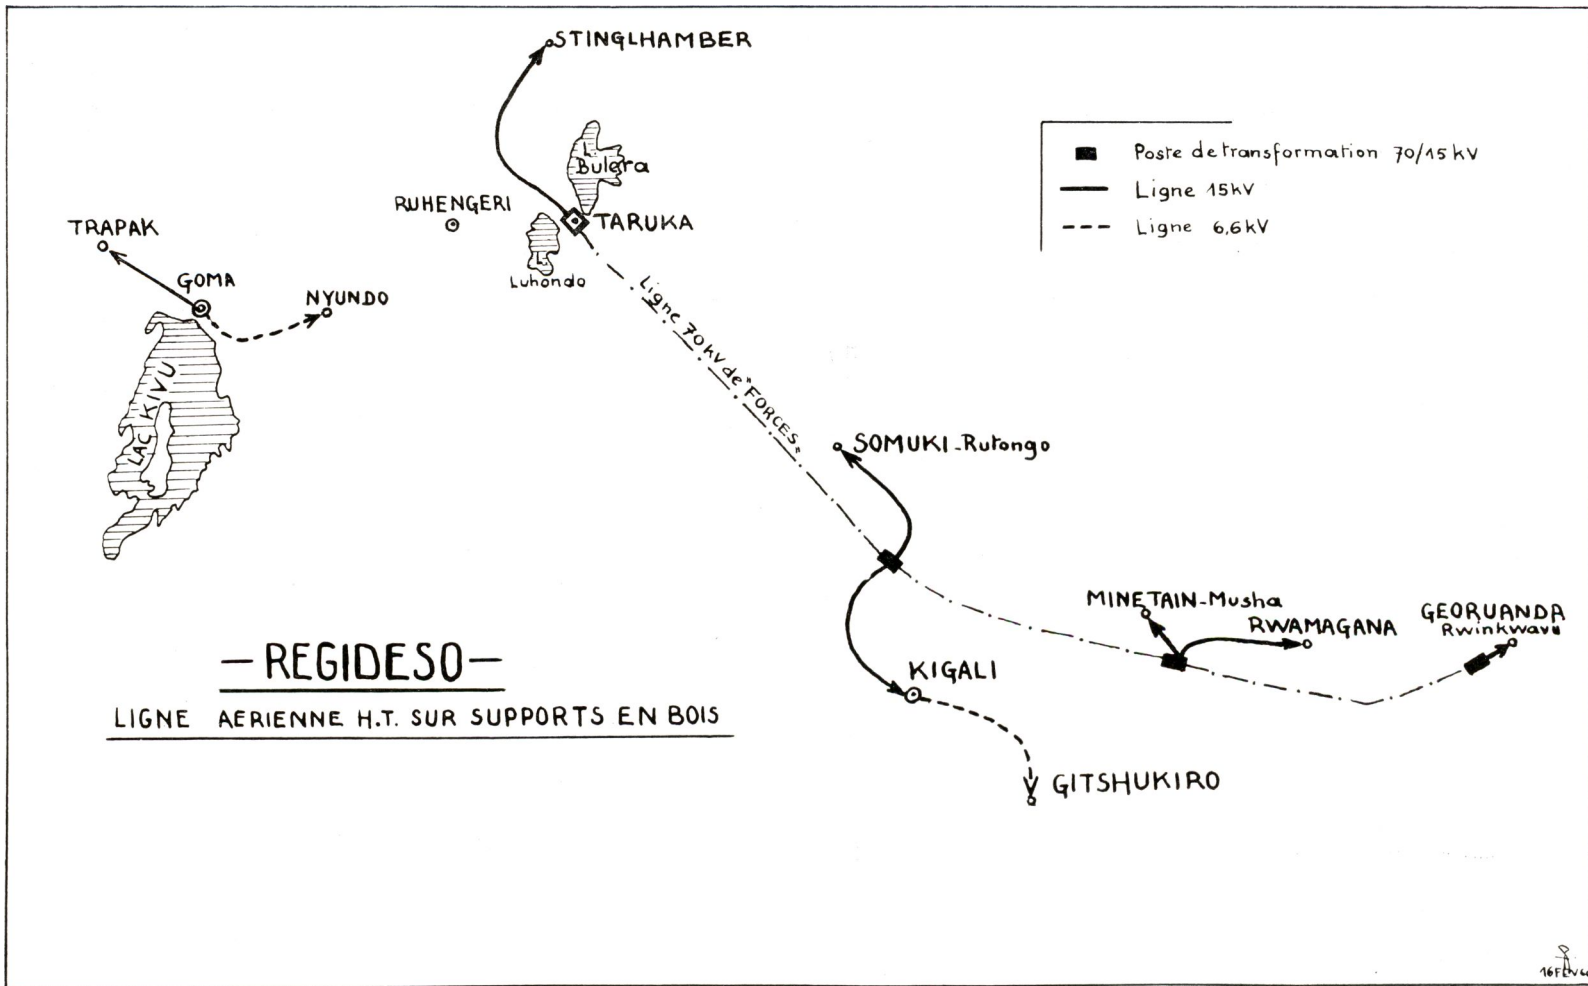 STINGLHAMBER
L.
Bulera
RUHENGERI
TARUKA
L.
Luhondo
TRAPAK
GOMA
NYUNDO
LAC KIVU
Poste de transformation 70/15 kV
Ligne 15kV
Ligne 6,6kV
Ligne 70kV de "FORCES"
SOMUKI-Rutongo
MINETAIN-Musha
RWAMAGANA
GEORUANDA
Rwinkwavu
KIGALI
GITSHUKIRO
—REGIDESO—
LIGNE AERIENNE H.T. SUR SUPPORTS EN BOIS